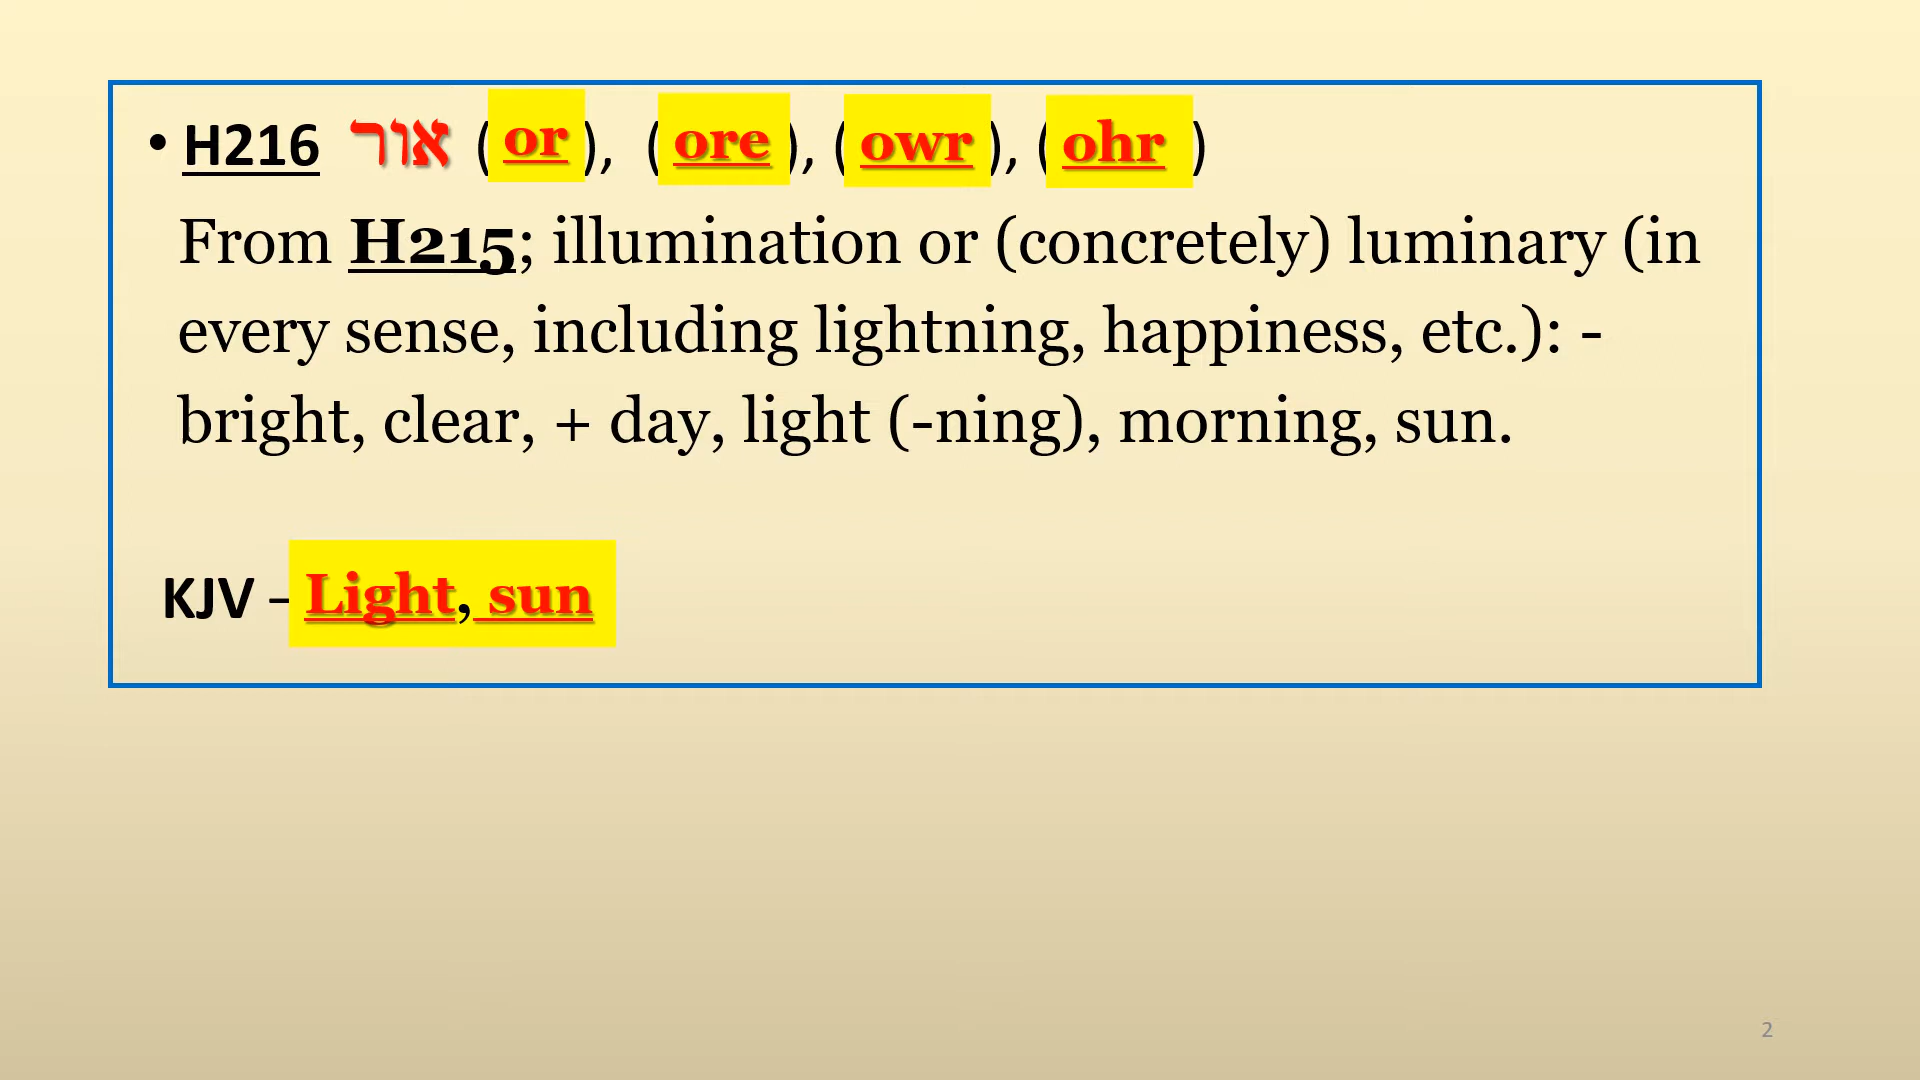 • H216 אור (or), (ore), (owr), (ohr )
From H215; illumination or (concretely) luminary (in
every sense, including lightning, happiness, etc.): -
bright, clear, + day, light (-ning), morning, sun.
KJV – Light, sun
2